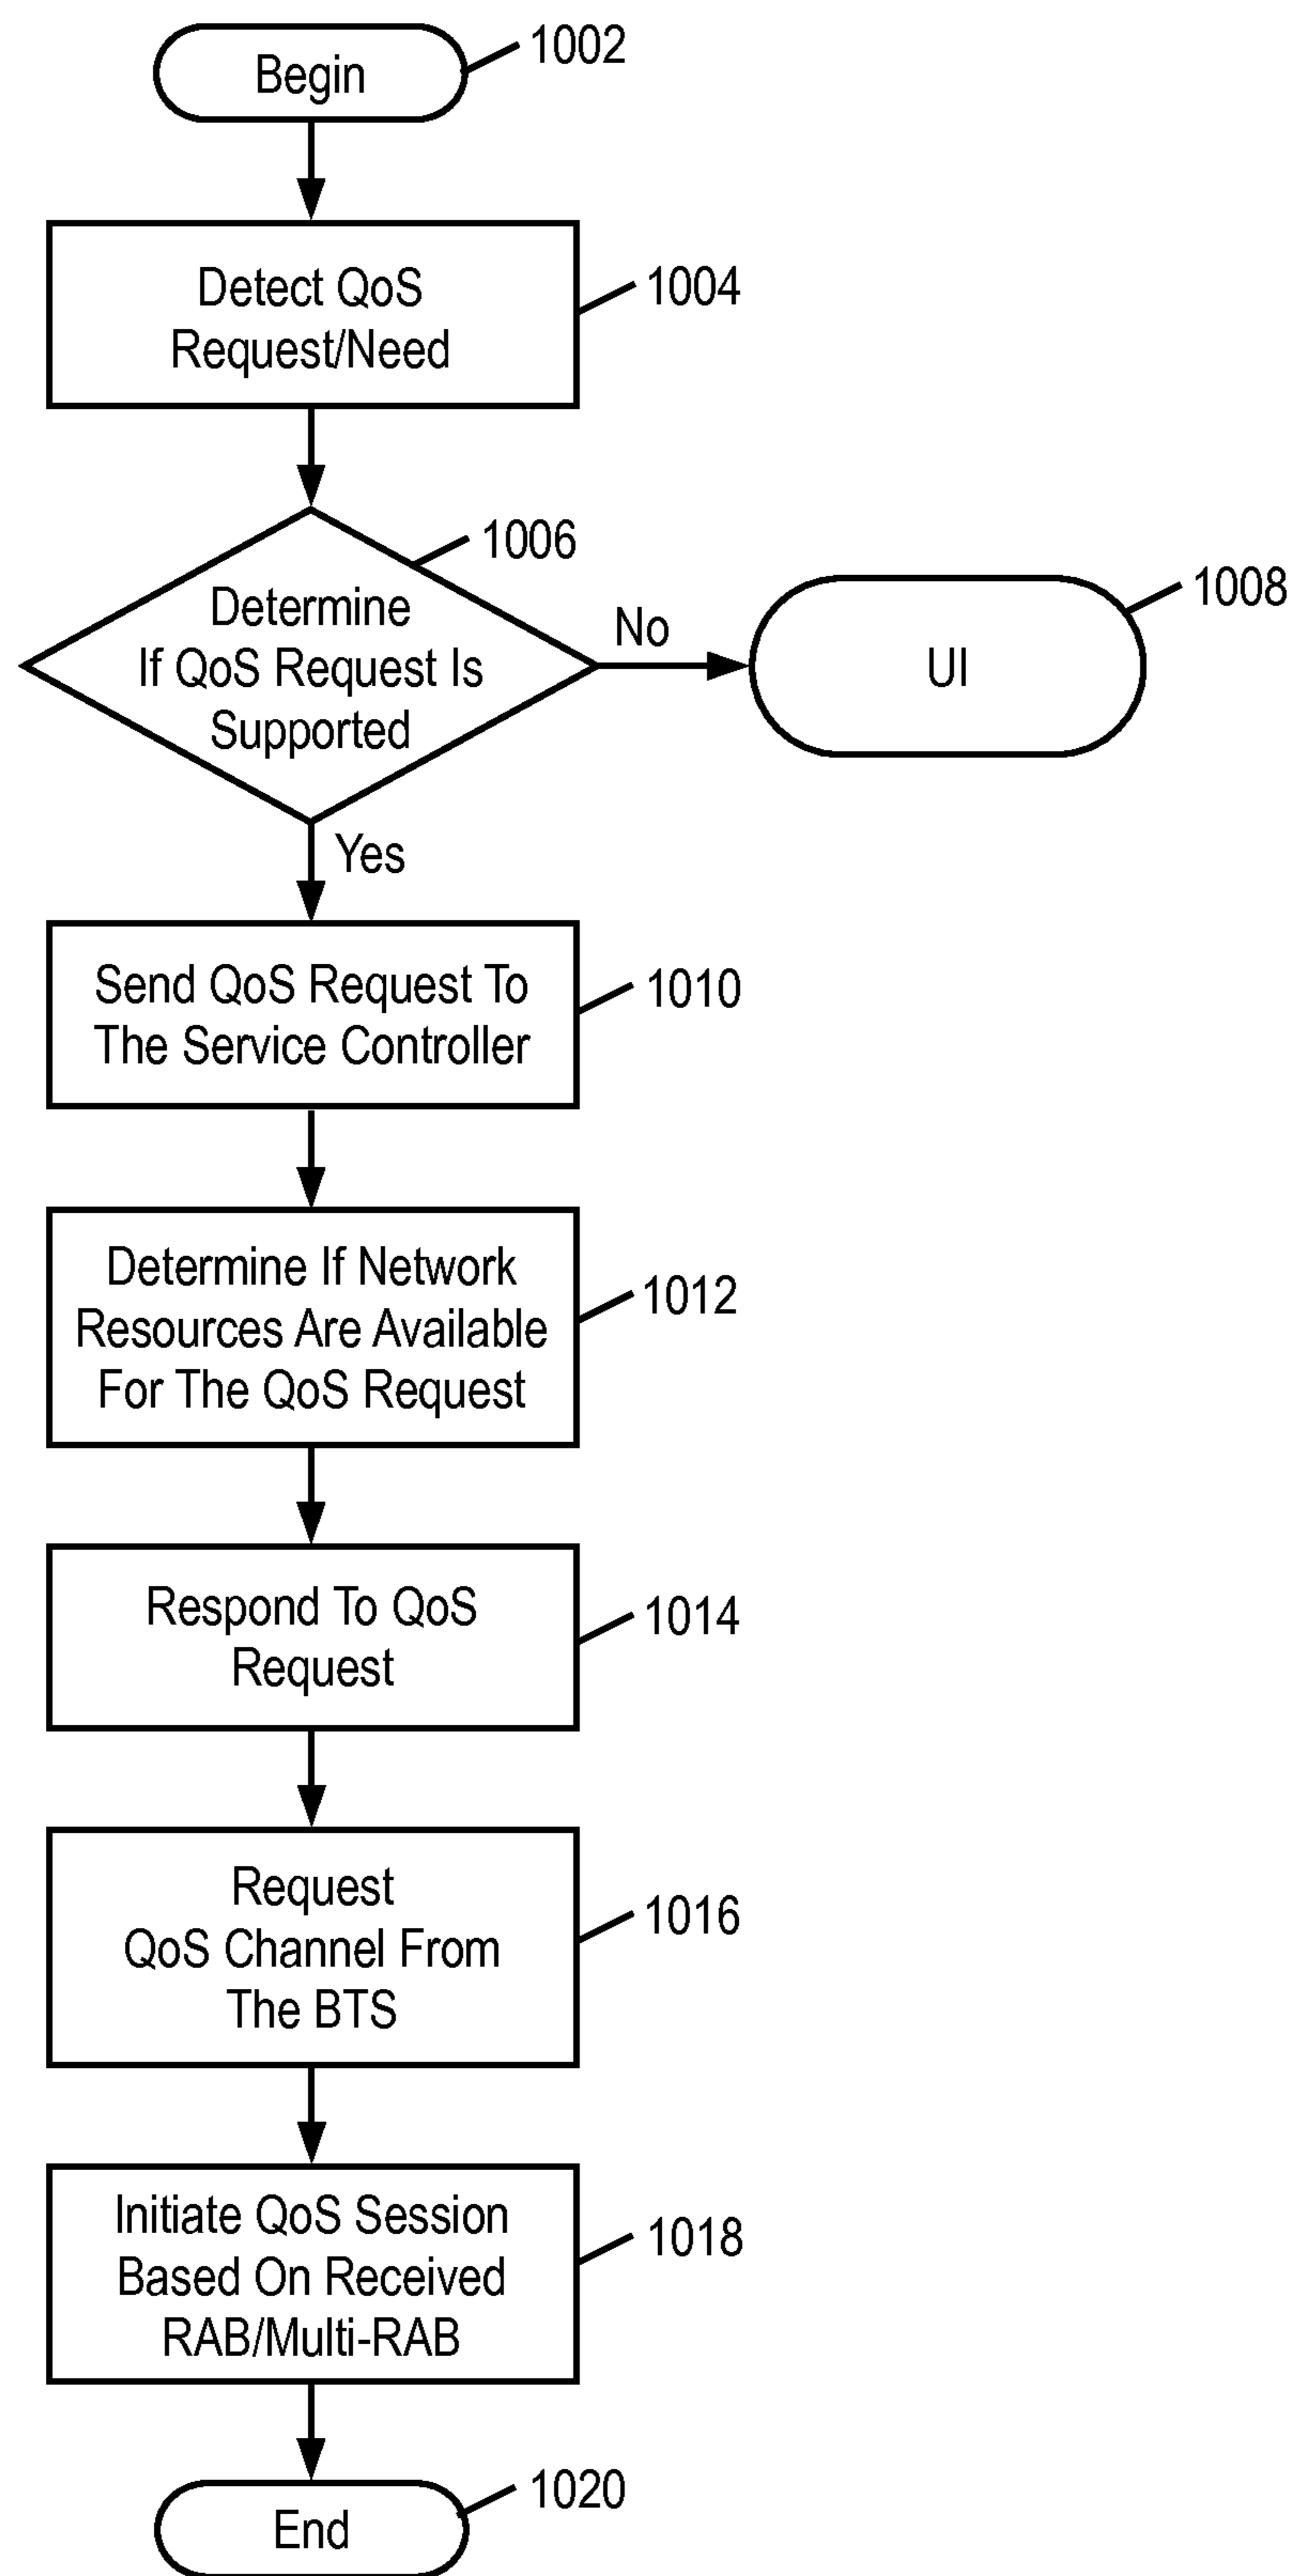 Begin
1002
Detect QoS
Request/Need
1004
1006
Determine
If QoS Request Is
Supported
No
UI
1008
Yes
Send QoS Request To
The Service Controller
1010
Determine If Network
Resources Are Available
For The QoS Request
1012
Respond To QoS
Request
1014
Request
QoS Channel From
The BTS
1016
Initiate QoS Session
Based On Received
RAB/Multi-RAB
1018
End
1020